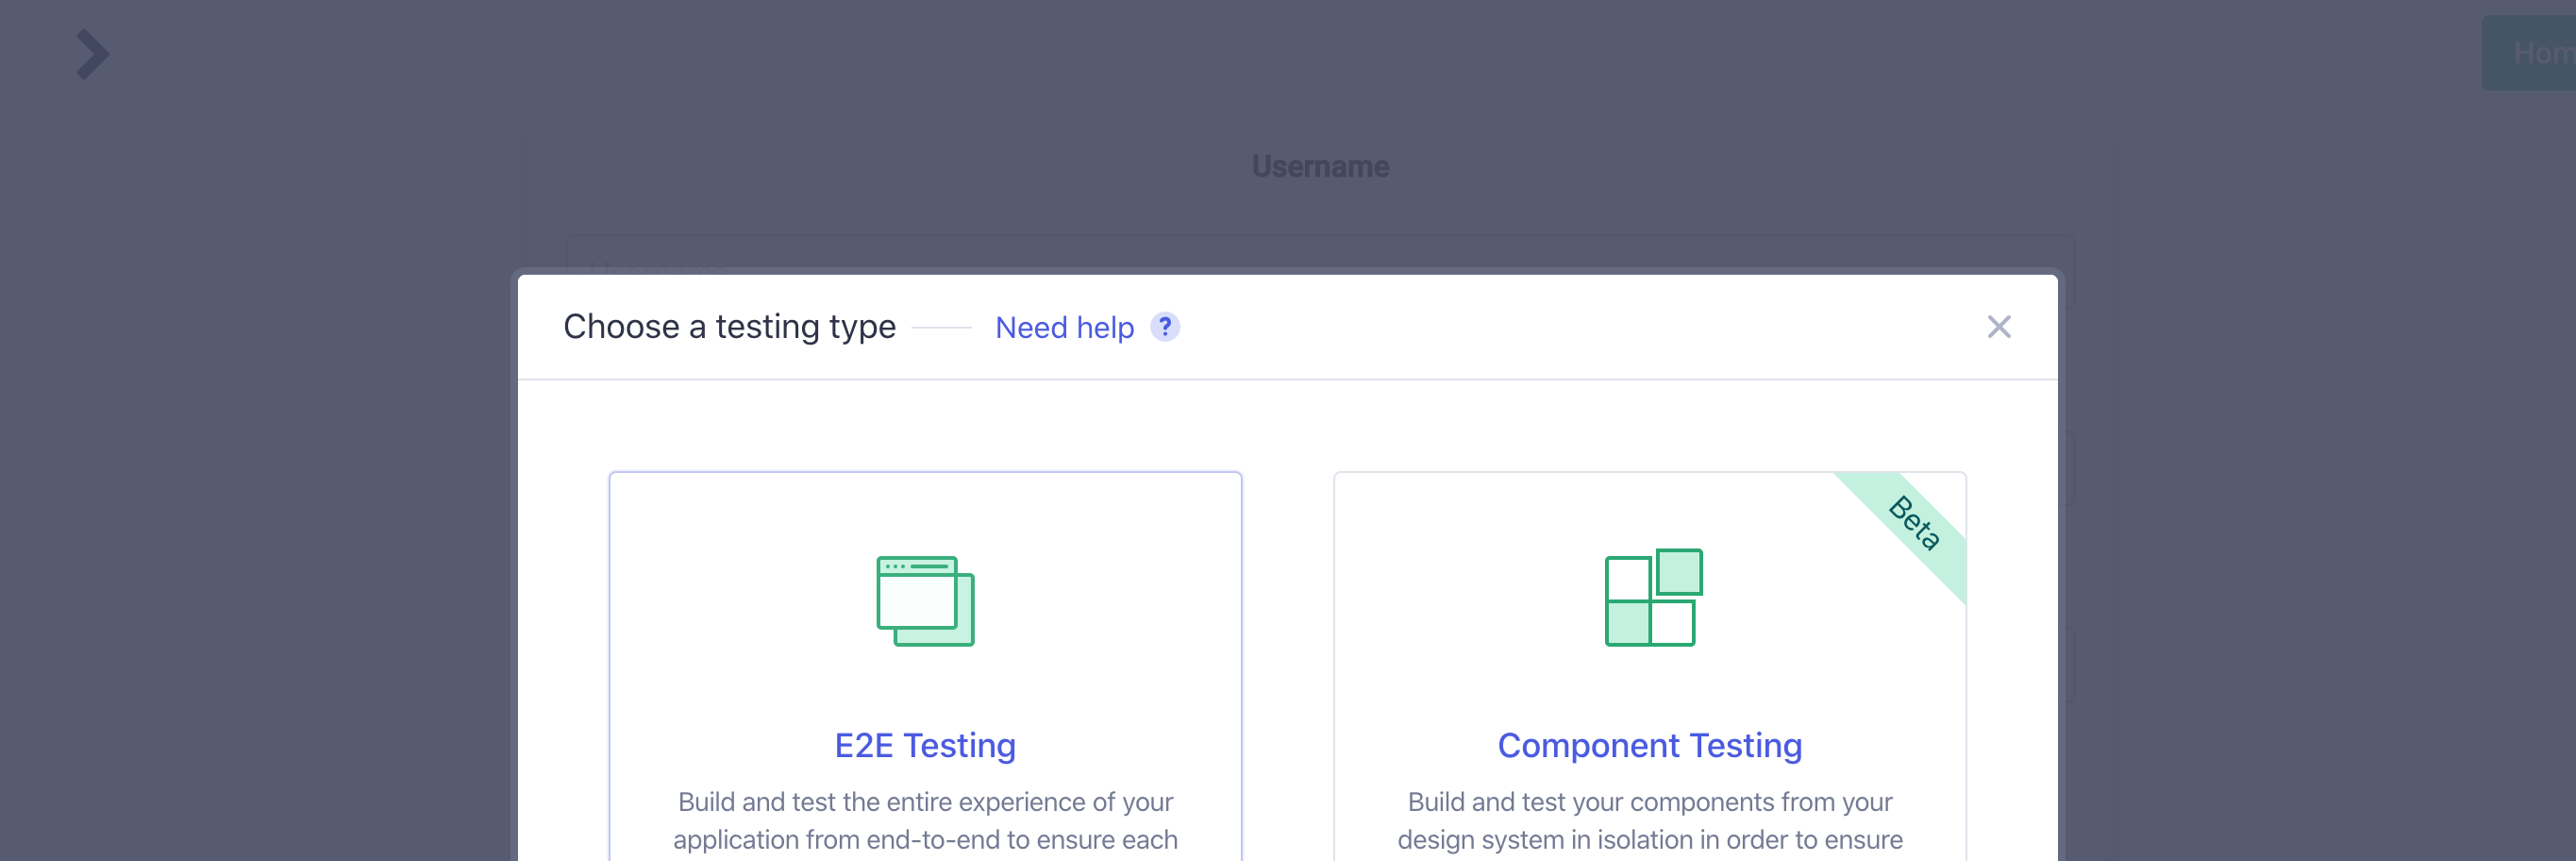 Hom
Username
Choose a testing type
Need help ?
Beta
E2E Testing
Build and test the entire experience of your
application from end-to-end to ensure each
Component Testing
Build and test your components from your
design system in isolation in order to ensure